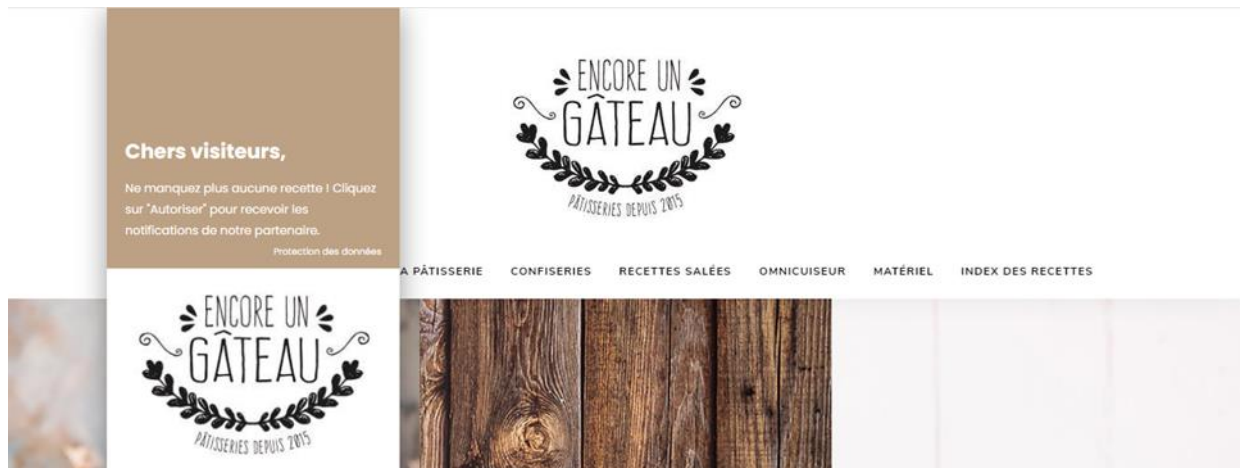 ENCORE UN
GÂTEAU
PÂTISSERIES DEPUIS 2015
Chers visiteurs,
Ne manquez plus aucune recette ! Cliquez
sur "Autoriser" pour recevoir les
notifications de notre partenaire.
Protection des données
A PÂTISSERIE CONFISERIES RECETTES SALÉES OMNICUISEUR MATÉRIEL INDEX DES RECETTES
ENCORE UN
GÂTEAU
PÂTISSERIES DEPUIS 2015